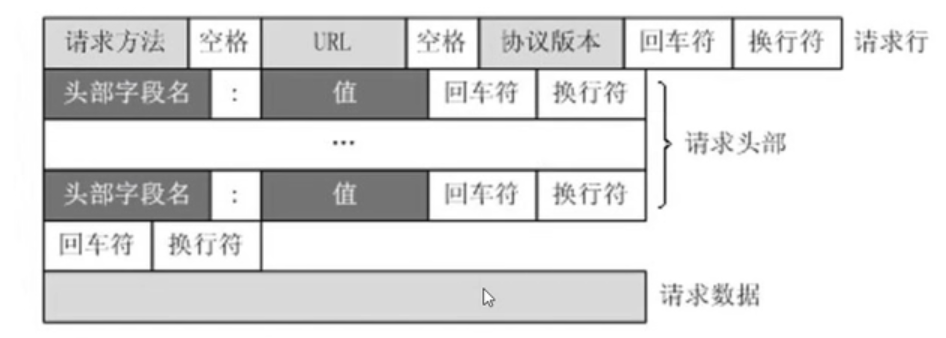 请求方法 空格 URL 空格 协议版本 回车符 换行符 请求行
头部字段名 : 值 回车符 换行符
... 请求头部
头部字段名 : 值 回车符 换行符
回车符 换行符
请求数据